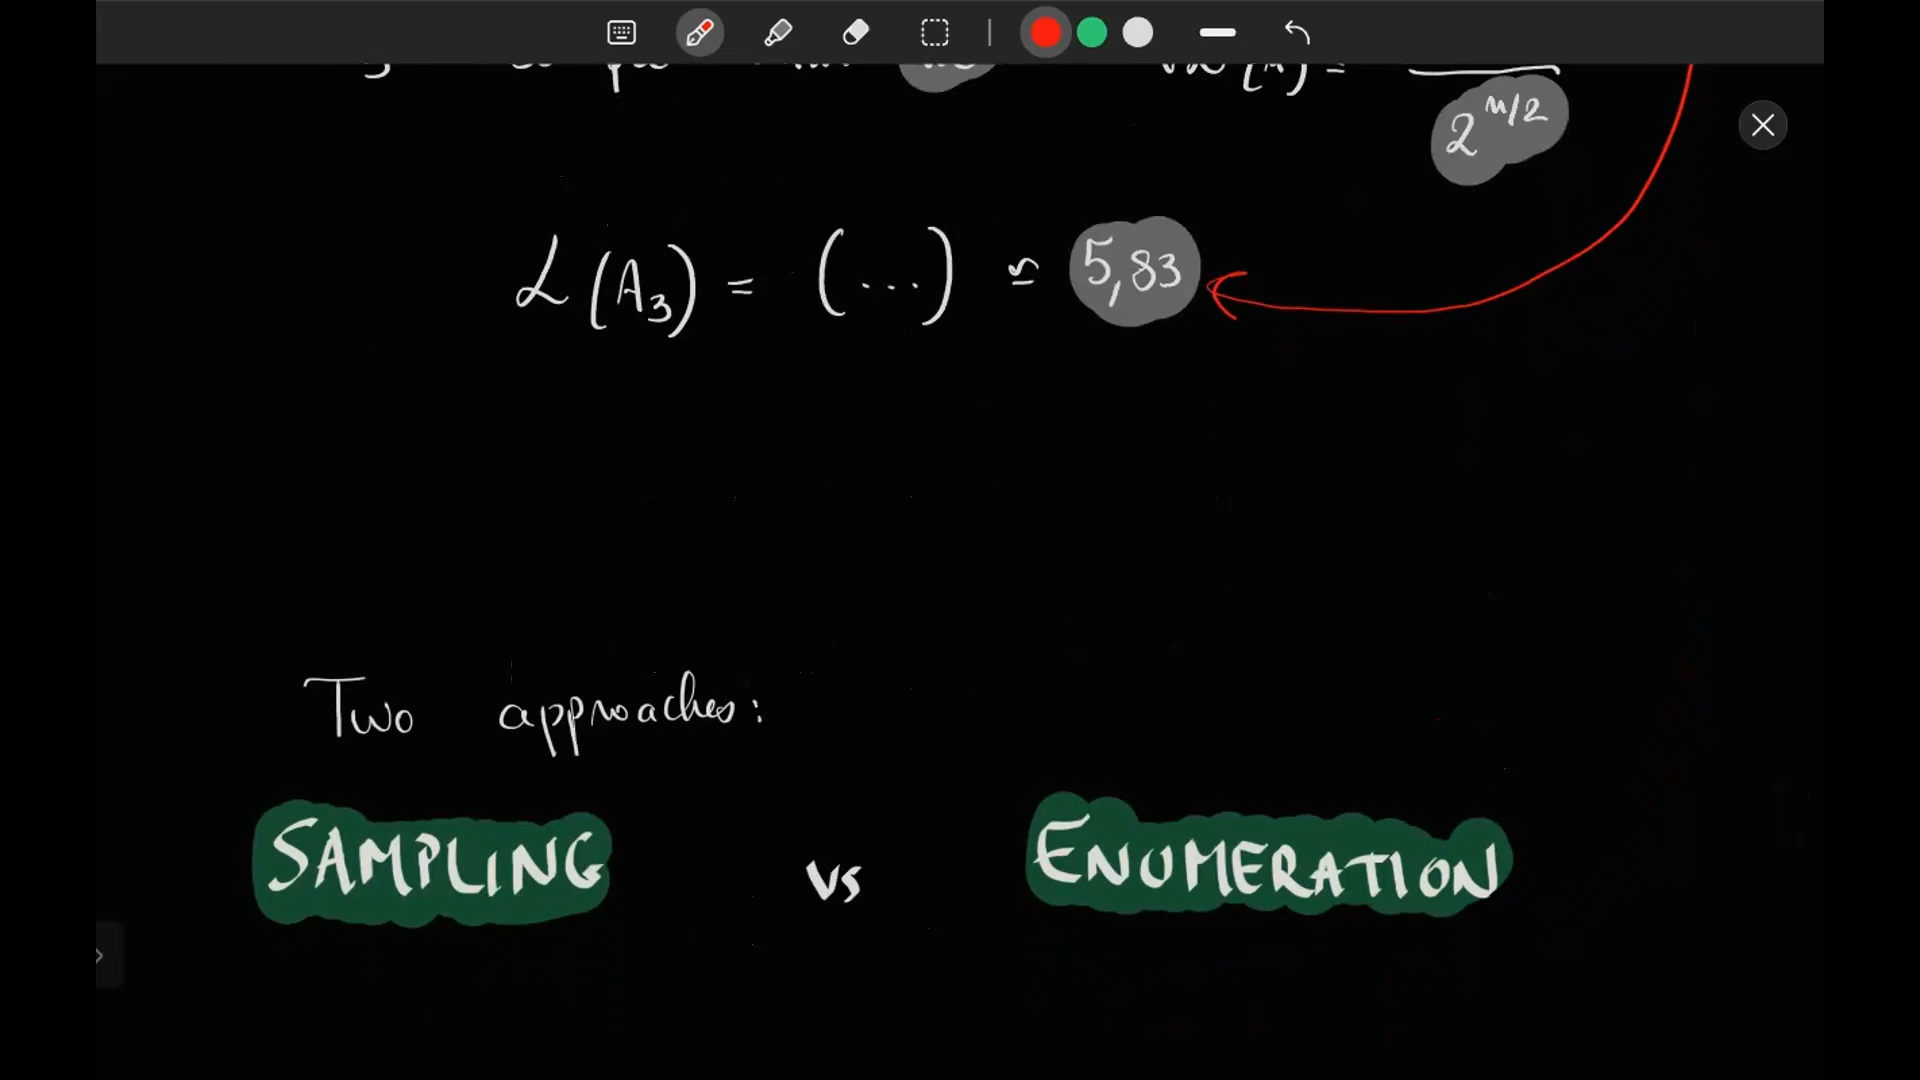 2^{n/2}
ℒ(A₃) = (...) ≃ 5,83
Two approaches:
SAMPLING vs ENUMERATION